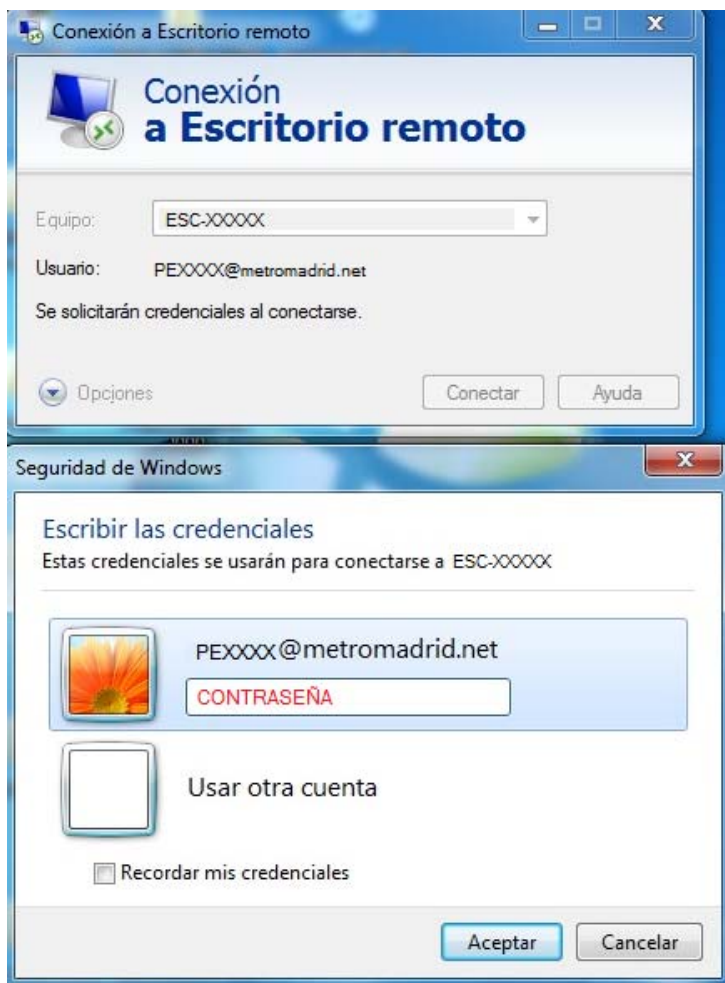 Conexión a Escritorio remoto
Conexión
a Escritorio remoto
Equipo: ESC-XXXXX
Usuario: PEXXXX@metromadrid.net
Se solicitarán credenciales al conectarse.
Opciones Conectar Ayuda
Seguridad de Windows
Escribir las credenciales
Estas credenciales se usarán para conectarse a ESC-XXXXX
PEXXXX@metromadrid.net
CONTRASEÑA
Usar otra cuenta
Recordar mis credenciales
Aceptar Cancelar